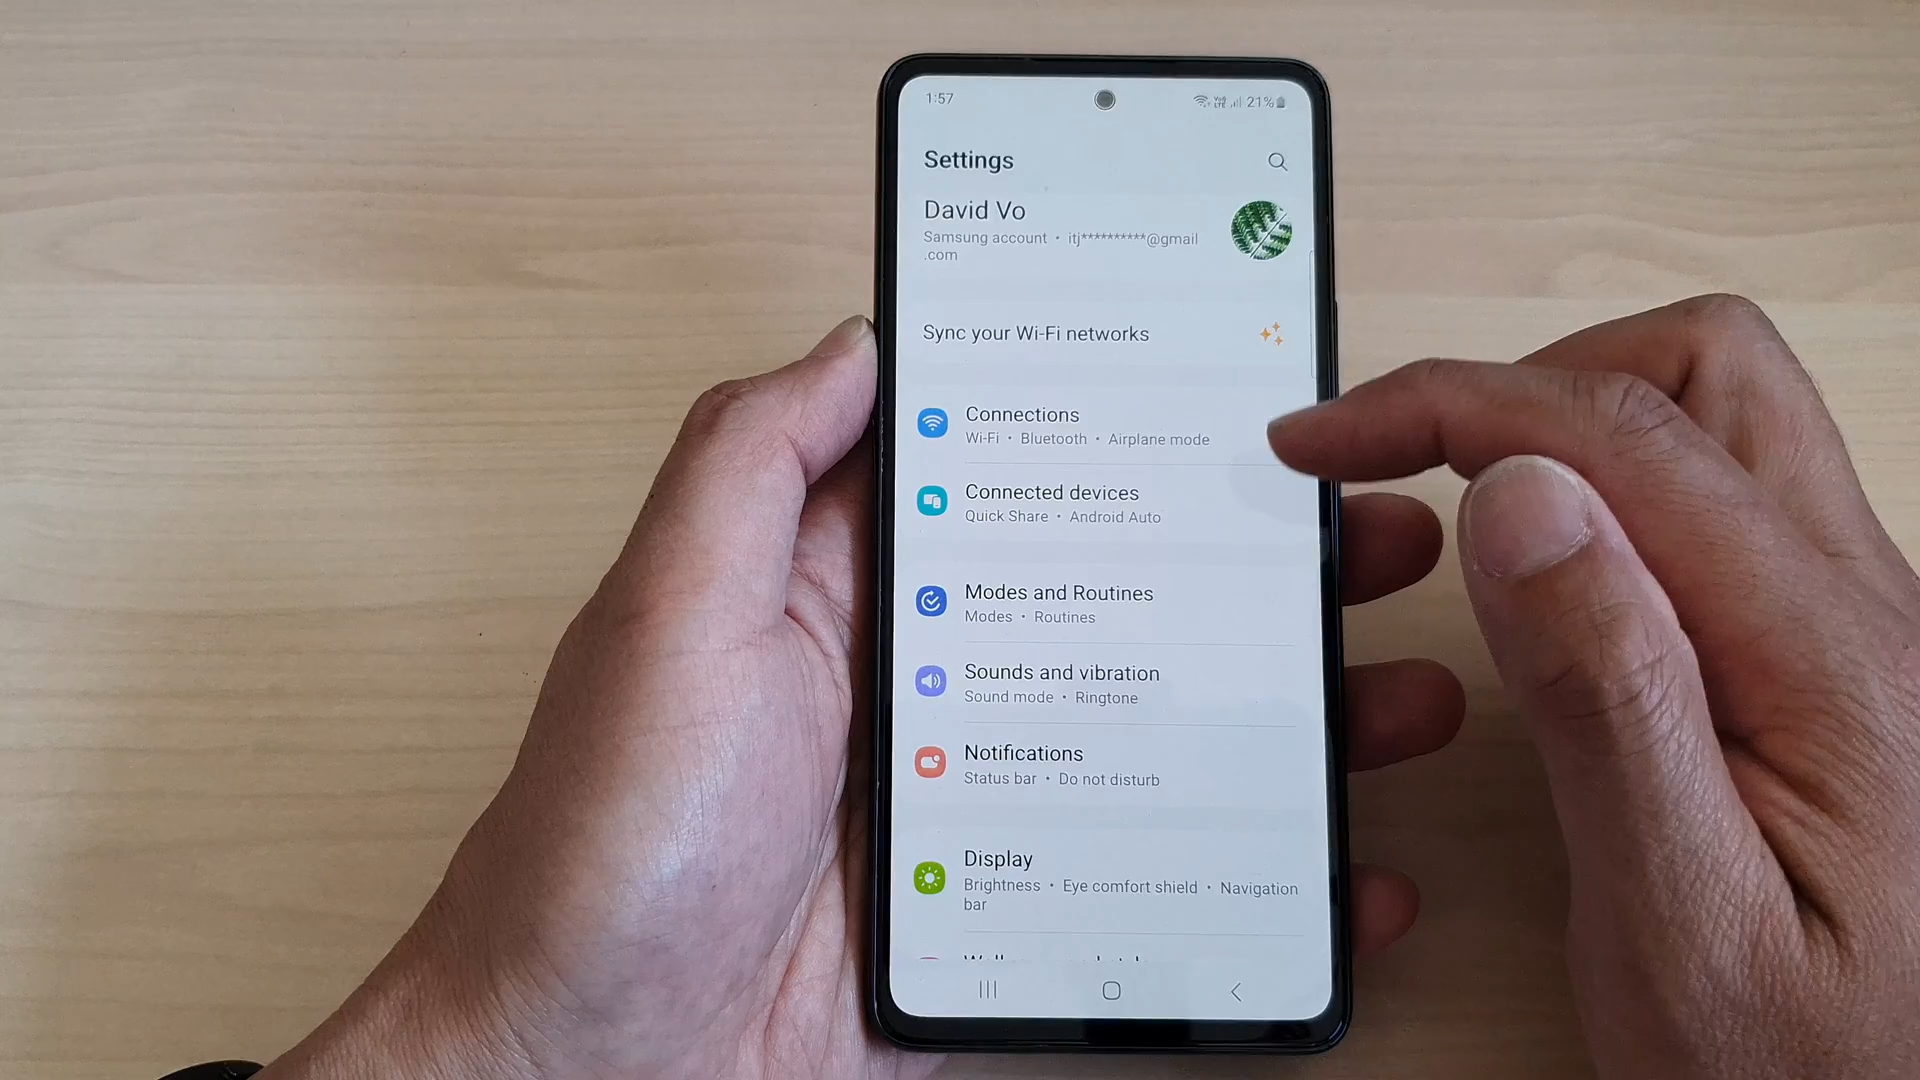 1:57
21%
Settings
David Vo
Samsung account • itj**********@gmail
.com
Sync your Wi-Fi networks
Connections
Wi-Fi • Bluetooth • Airplane mode
Connected devices
Quick Share • Android Auto
Modes and Routines
Modes • Routines
Sounds and vibration
Sound mode • Ringtone
Notifications
Status bar • Do not disturb
Display
Brightness • Eye comfort shield • Navigation
bar